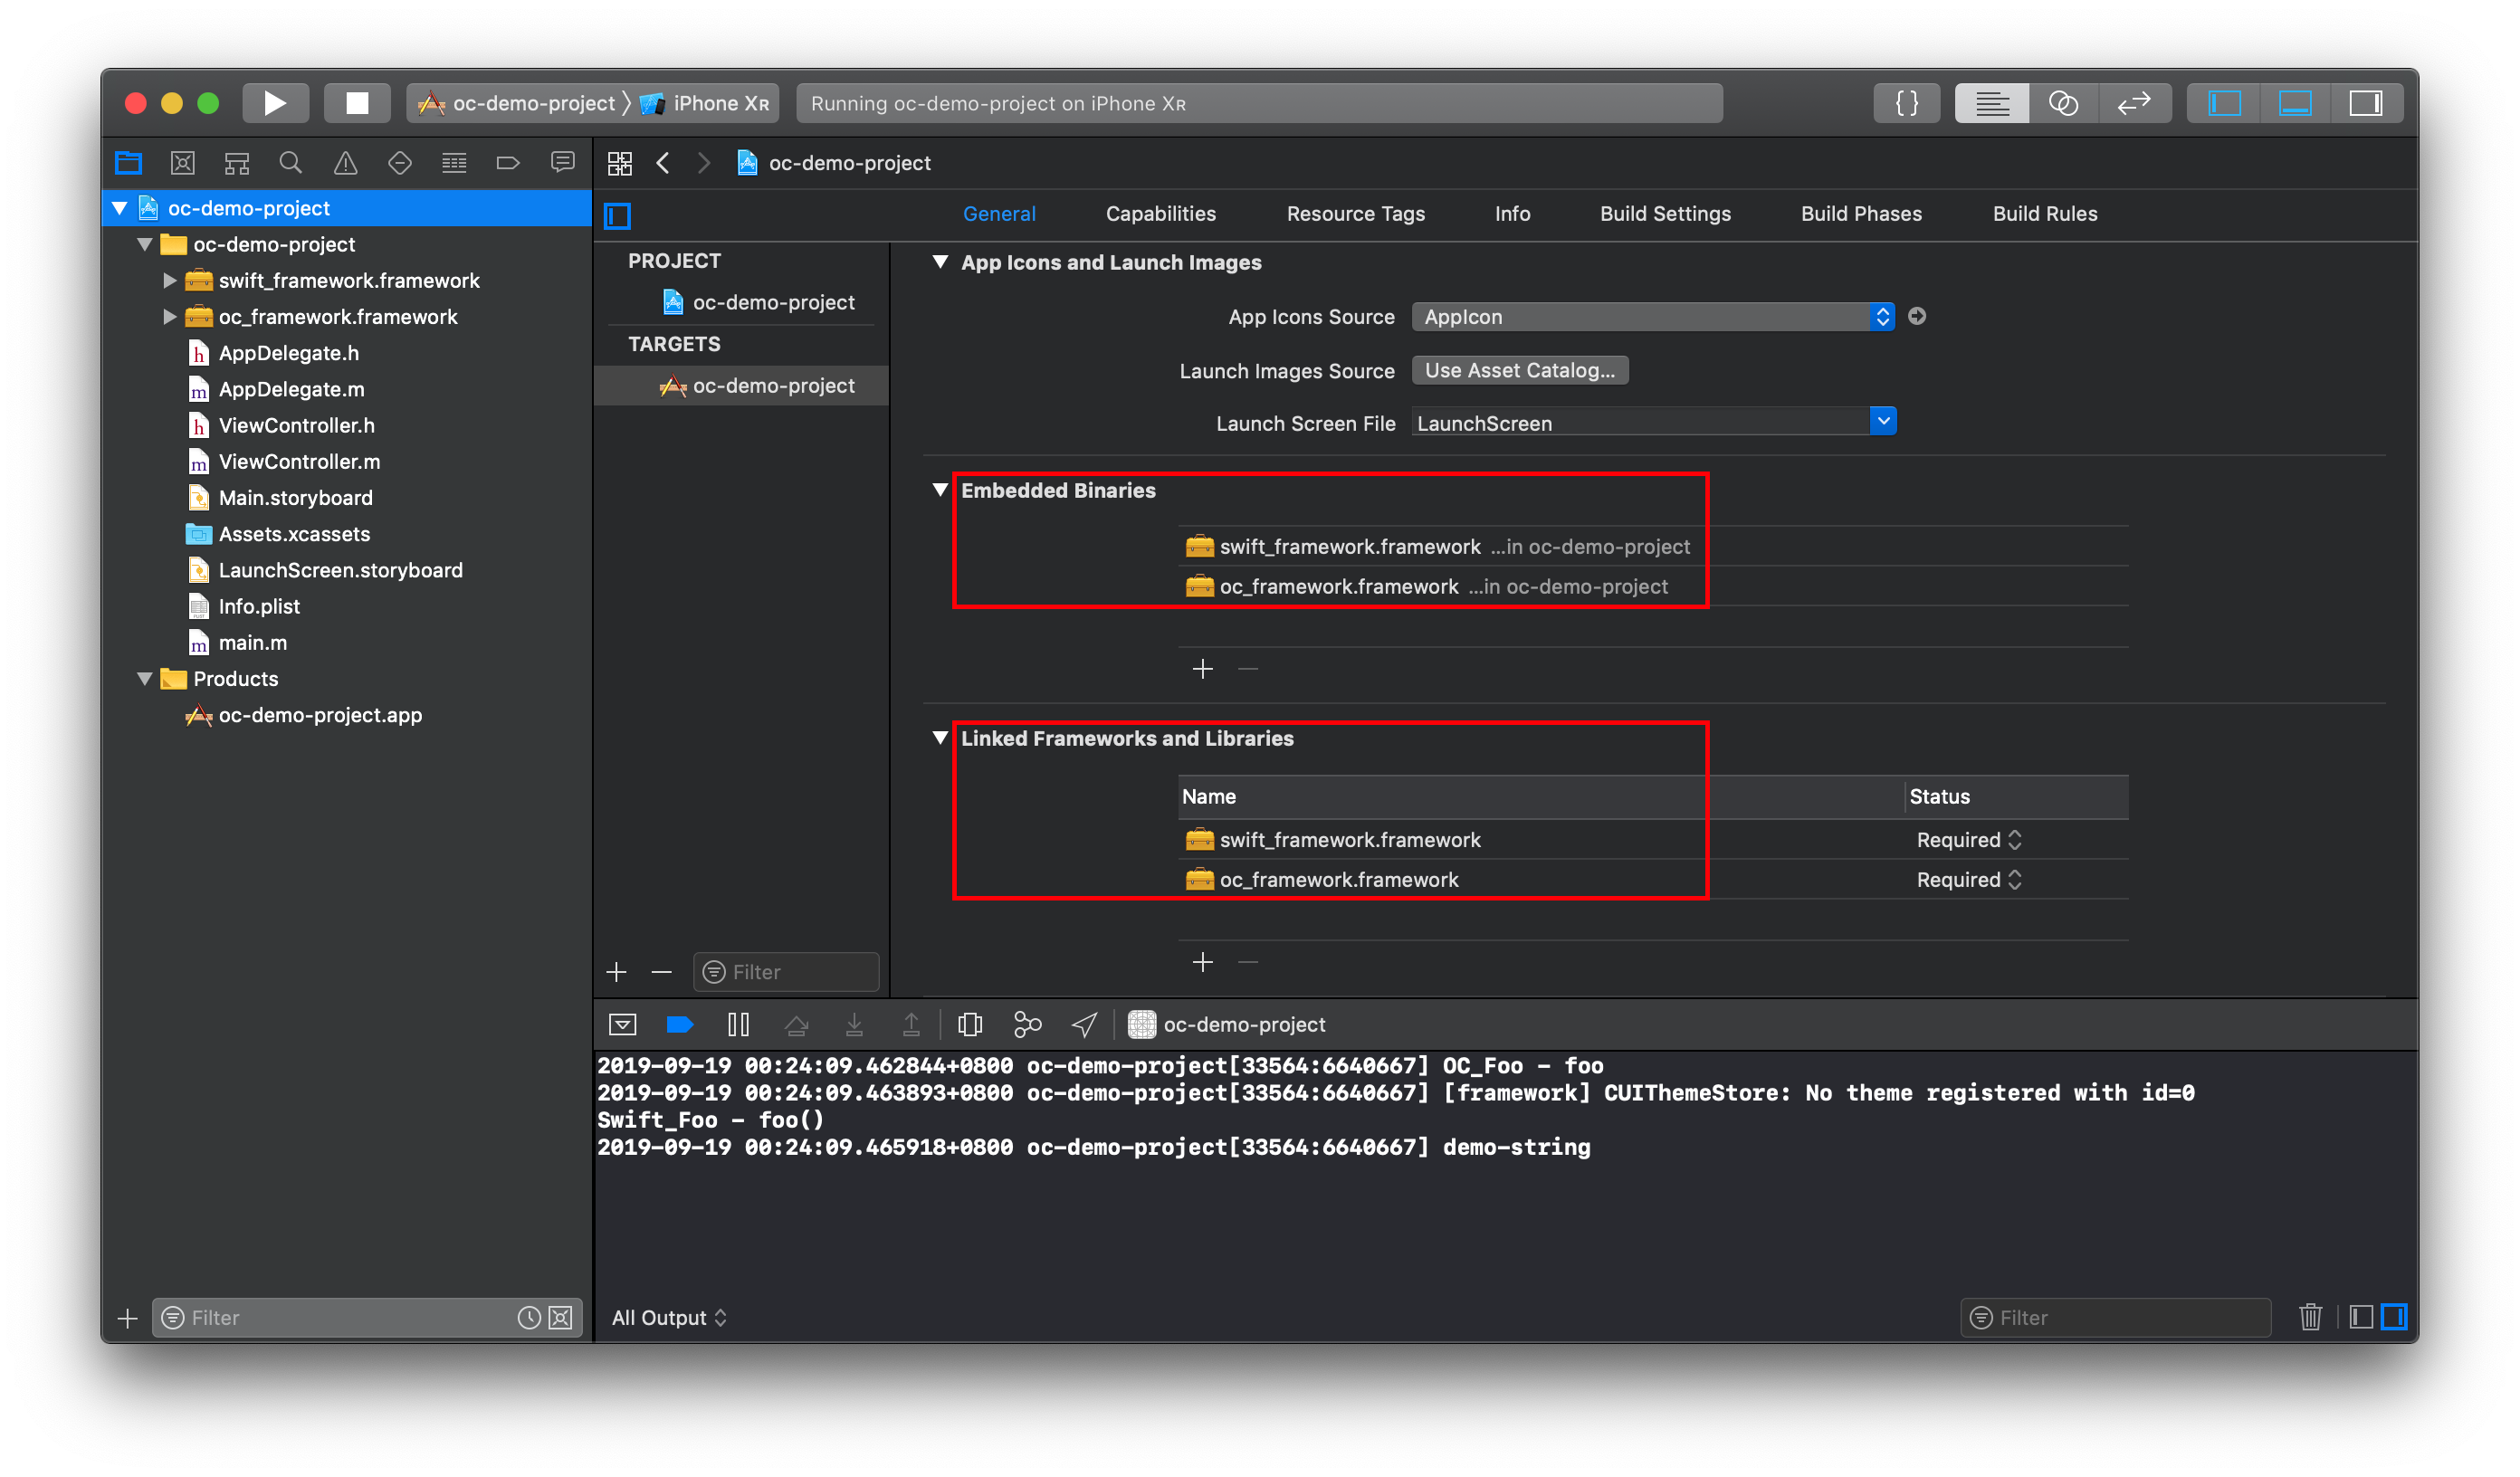 oc-demo-project 〉 iPhone Xʀ
Running oc-demo-project on iPhone Xʀ
{ }
oc-demo-project
oc-demo-project
swift_framework.framework
oc_framework.framework
AppDelegate.h
AppDelegate.m
ViewController.h
ViewController.m
Main.storyboard
Assets.xcassets
LaunchScreen.storyboard
Info.plist
main.m
Products
oc-demo-project.app
Filter
oc-demo-project
General Capabilities Resource Tags Info Build Settings Build Phases Build Rules
PROJECT
oc-demo-project
TARGETS
oc-demo-project
Filter
App Icons and Launch Images
App Icons Source AppIcon
Launch Images Source Use Asset Catalog...
Launch Screen File LaunchScreen
Embedded Binaries
swift_framework.framework ...in oc-demo-project
oc_framework.framework ...in oc-demo-project
Linked Frameworks and Libraries
Name Status
swift_framework.framework Required
oc_framework.framework Required
oc-demo-project
2019-09-19 00:24:09.462844+0800 oc-demo-project[33564:6640667] OC_Foo - foo
2019-09-19 00:24:09.463893+0800 oc-demo-project[33564:6640667] [framework] CUIThemeStore: No theme registered with id=0
Swift_Foo - foo()
2019-09-19 00:24:09.465918+0800 oc-demo-project[33564:6640667] demo-string
All Output
Filter